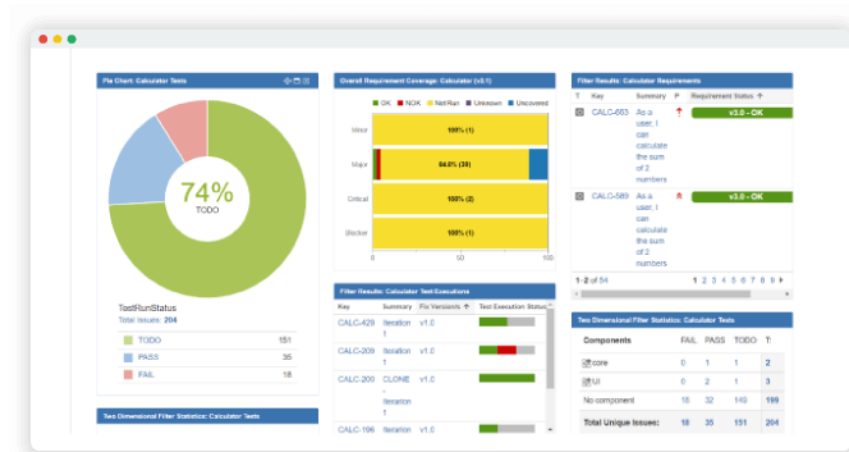 Pie Chart: Calculator Tests
74%
TODO
TestRunStatus
Total Issues: 204
TODO 151
PASS 35
FAIL 18
Two Dimensional Filter Statistics: Calculator Tests
Overall Requirement Coverage: Calculator (v3.1)
OK NOK NotRun Unknown Uncovered
Minor 100% (1)
Major
Critical 100% (2)
Blocker 100% (1)
0 50 100
Filter Results: Calculator Test Executions
Key Summary Fix Versions ↑ Test Execution Status
CALC-429 Iteration v1.0
1
CALC-209 Iteration v1.0
1
CALC-200 CLONE v1.0
-
Iteration
1
CALC-196 Iteration v1.0
Filter Results: Calculator Requirements
T Key Summary P Requirement Status ↑
CALC-663 As a v3.0 - OK
user, I
can
calculate
the sum
of 2
numbers
CALC-589 As a v3.0 - OK
user, I
can
calculate
the sum
of 2
numbers
1-2 of 54 1 2 3 4 5 6 7 8 9
Two Dimensional Filter Statistics: Calculator Tests
Components FAIL PASS TODO T:
core 0 1 1 2
UI 0 2 1 3
No component 18 32 149 199
Total Unique Issues: 18 35 151 204